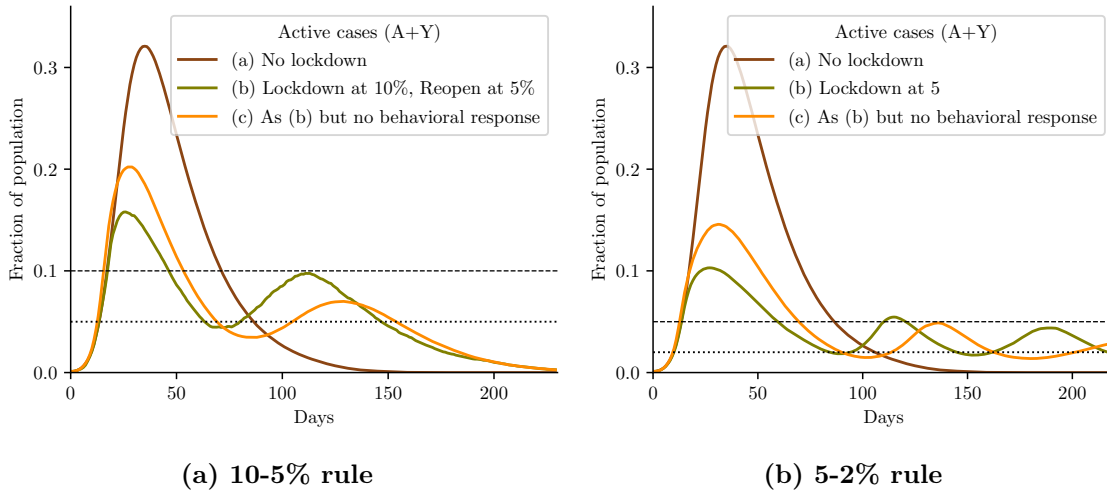 Active cases (A+Y)
(a) No lockdown
(b) Lockdown at 10%, Reopen at 5%
(c) As (b) but no behavioral response
Fraction of population
0.3
0.2
0.1
0.0
0 50 100 150 200
Days
(a) 10-5% rule
Active cases (A+Y)
(a) No lockdown
(b) Lockdown at 5
(c) As (b) but no behavioral response
Fraction of population
0.3
0.2
0.1
0.0
0 50 100 150 200
Days
(b) 5-2% rule